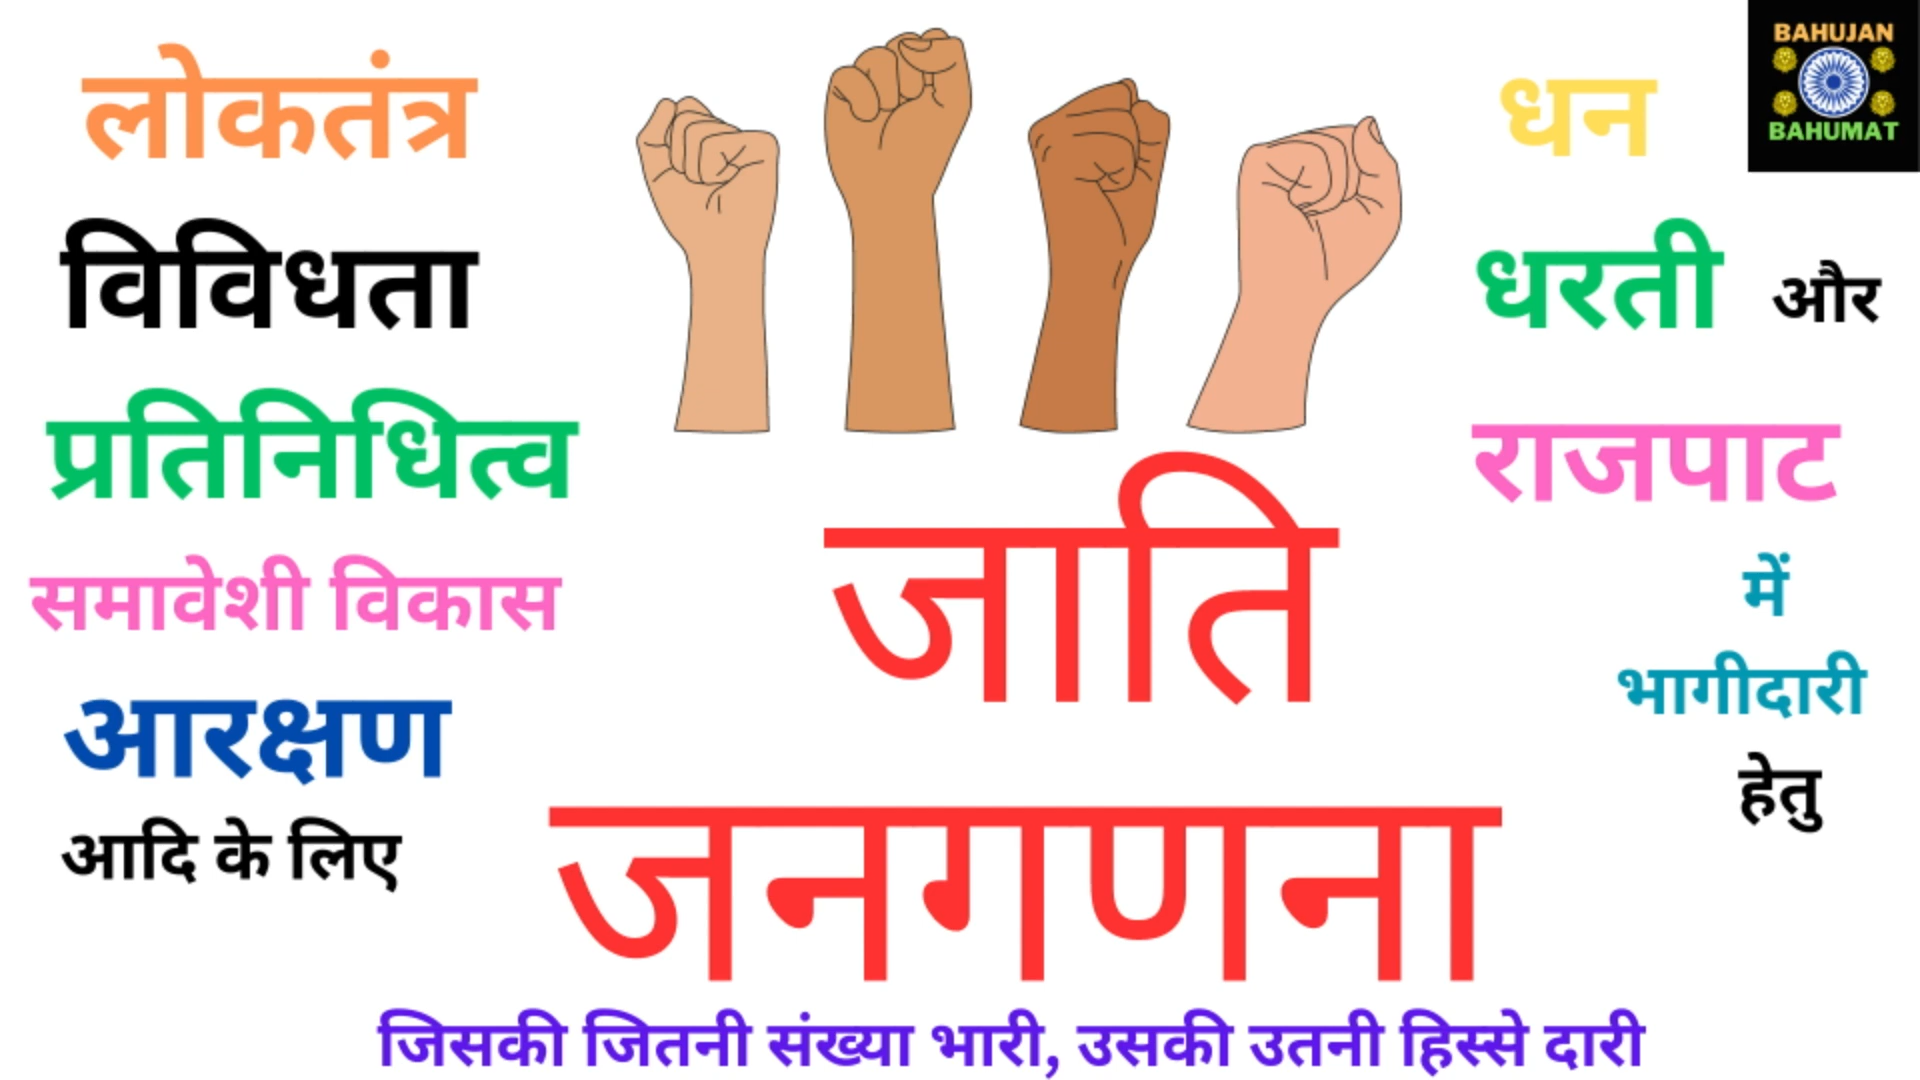 लोकतंत्र
विविधता
प्रतिनिधित्व
समावेशी विकास
आरक्षण
आदि के लिए
जाति
जनगणना
धन
धरती और
राजपाट
में
भागीदारी
हेतु
BAHUJAN
BAHUMAT
जिसकी जितनी संख्या भारी, उसकी उतनी हिस्से दारी